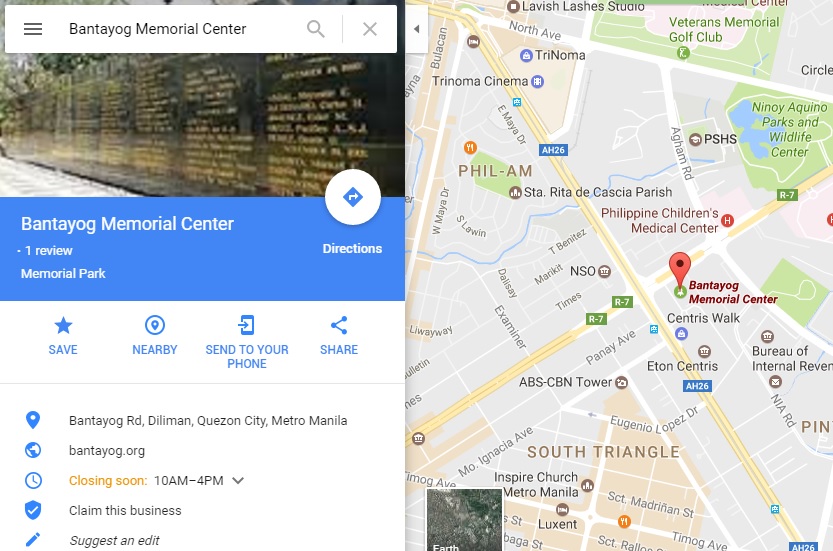 Bantayog Memorial Center
Bantayog Memorial Center
- 1 review
Memorial Park
Directions
SAVE
NEARBY
SEND TO YOUR
PHONE
SHARE
Bantayog Rd, Diliman, Quezon City, Metro Manila
bantayog.org
Closing soon: 10AM–4PM
Claim this business
Suggest an edit
Lavish Lashes Studio
North Ave
Veterans Memorial
Golf Club
Bulacan
TriNoma
Circle
Trinoma Cinema
E Maya Dr
Ninoy Aquino
Parks and
Wildlife
Center
Agham Rd
PSHS
AH26
PHIL-AM
Sta. Rita de Cascia Parish
R-7
W Maya Dr
Philippine Children's
Medical Center
S Lawin
T Benitez
NSO
Marikit
Dalisay
Times
Bantayog
Memorial Center
R-7
R-7
Centris Walk
Examiner
Liwayway
Panay Ave
Bureau of
Internal Reven
Eton Centris
ABS-CBN Tower
AH26
NIA Rd
Eugenio Lopez Dr
PIN
Mo. Ignacia Ave
SOUTH TRIANGLE
Inspire Church
Metro Manila
Sct. Madriñan St
Luxent
Timog Ave
AH26
Earth